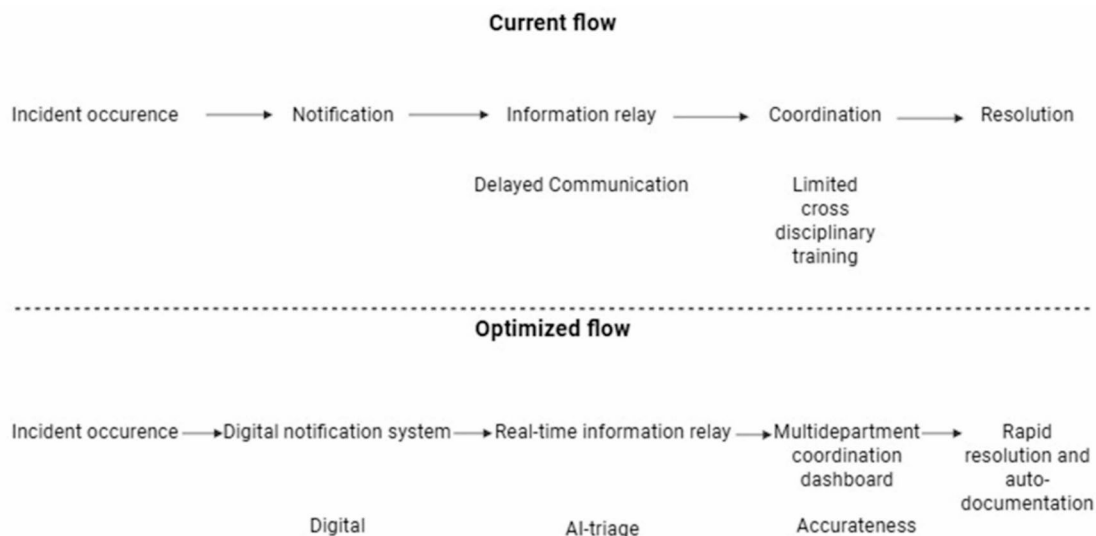 Current flow
Incident occurence
Notification
Information relay
Coordination
Resolution
Delayed Communication
Limited
cross
disciplinary
training
Optimized flow
Incident occurence
Digital notification system
Real-time information relay
Multidepartment
coordination
dashboard
Rapid
resolution and
auto-
documentation
Digital
AI-triage
Accurateness